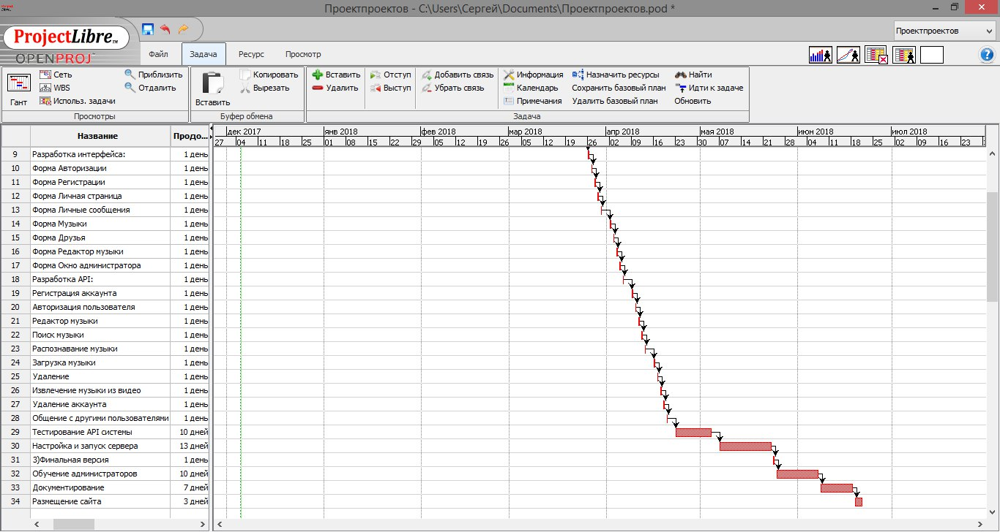 Проектпроектов - C:\Users\Сергей\Documents\Проектпроектов.pod *
ProjectLibre™
OPENPROJ
Проектпроектов
Файл Задача Ресурс Просмотр
Гант
Сеть
WBS
Использ. задачи
Приблизить
Отдалить
Просмотры
Вставить
Копировать
Вырезать
Буфер обмена
Вставить
Удалить
Отступ
Выступ
Добавить связь
Убрать связь
Информация
Календарь
Примечания
Назначить ресурсы
Сохранить базовый план
Удалить базовый план
Найти
Идти к задаче
Обновить
Задача
Название Продо...
дек 2017 янв 2018 фев 2018 мар 2018 апр 2018 мая 2018 июн 2018 июл 2018
27 04 11 18 25 01 08 15 22 29 05 12 19 26 05 12 19 26 02 09 16 23 30 07 14 21 28 04 11 18 25 02 09 16 23
9 Разработка интерфейса: 1 день
10 Форма Авторизации 1 день
11 Форма Регистрации 1 день
12 Форма Личная страница 1 день
13 Форма Личные сообщения 1 день
14 Форма Музыки 1 день
15 Форма Друзья 1 день
16 Форма Редактор музыки 1 день
17 Форма Окно администратора 1 день
18 Разработка API: 1 день
19 Регистрация аккаунта 1 день
20 Авторизация пользователя 1 день
21 Редактор музыки 1 день
22 Поиск музыки 1 день
23 Распознавание музыки 1 день
24 Загрузка музыки 1 день
25 Удаление 1 день
26 Извлечение музыки из видео 1 день
27 Удаление аккаунта 1 день
28 Общение с другими пользователями 1 день
29 Тестирование API системы 10 дней
30 Настройка и запуск сервера 13 дней
31 3)Финальная версия 1 день
32 Обучение администраторов 10 дней
33 Документирование 7 дней
34 Размещение сайта 3 дней